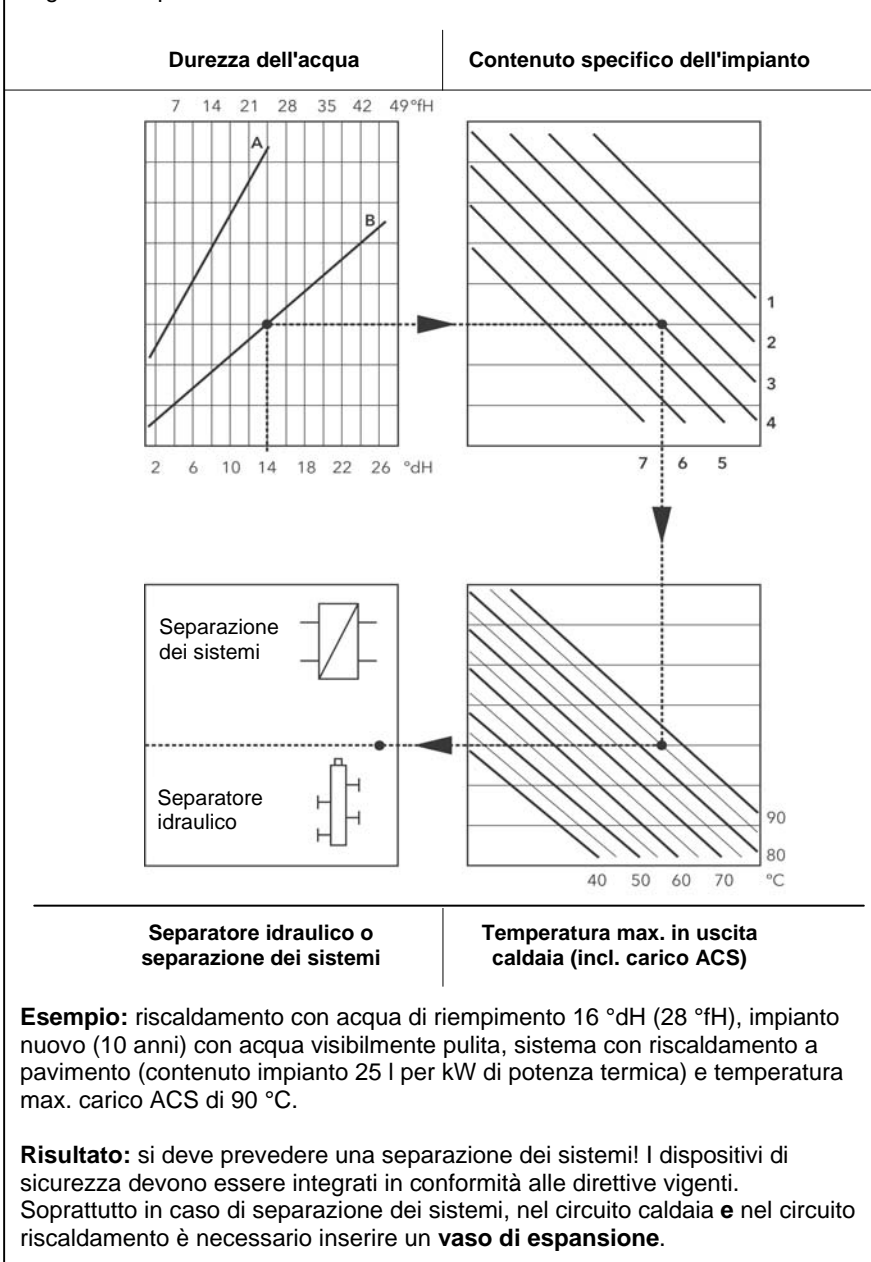 Durezza dell'acqua
Contenuto specifico dell'impianto
7 14 21 28 35 42 49°fH
A
B
1
2
3
4
2 6 10 14 18 22 26 °dH
7 6 5
Separazione
dei sistemi
Separatore
idraulico
90
80
40 50 60 70 °C
Separatore idraulico o
separazione dei sistemi
Temperatura max. in uscita
caldaia (incl. carico ACS)
Esempio: riscaldamento con acqua di riempimento 16 °dH (28 °fH), impianto
nuovo (10 anni) con acqua visibilmente pulita, sistema con riscaldamento a
pavimento (contenuto impianto 25 l per kW di potenza termica) e temperatura
max. carico ACS di 90 °C.
Risultato: si deve prevedere una separazione dei sistemi! I dispositivi di
sicurezza devono essere integrati in conformità alle direttive vigenti.
Soprattutto in caso di separazione dei sistemi, nel circuito caldaia e nel circuito
riscaldamento è necessario inserire un vaso di espansione.